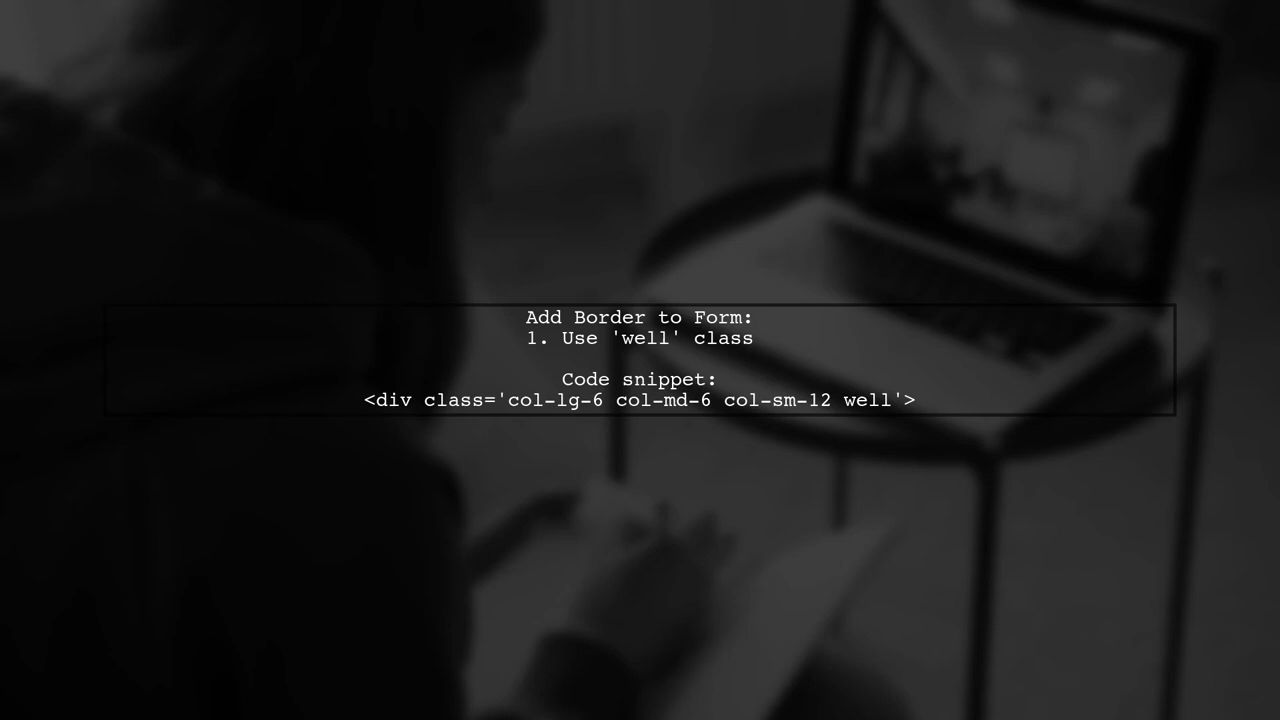 Add Border to Form:
1. Use 'well' class
Code snippet:
<div class='col-lg-6 col-md-6 col-sm-12 well'>